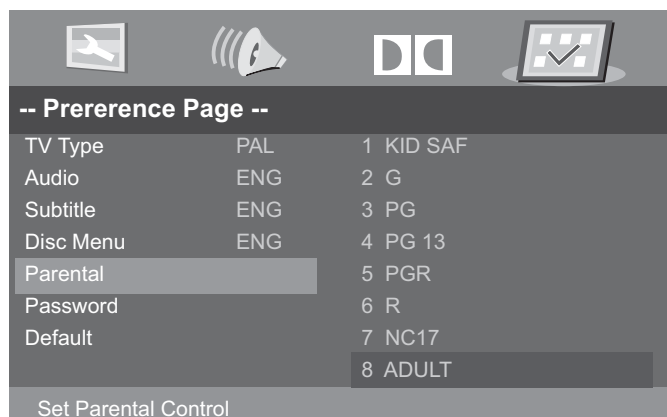 -- Prererence Page --
TV Type PAL 1 KID SAF
Audio ENG 2 G
Subtitle ENG 3 PG
Disc Menu ENG 4 PG 13
Parental 5 PGR
Password 6 R
Default 7 NC17
8 ADULT
Set Parental Control